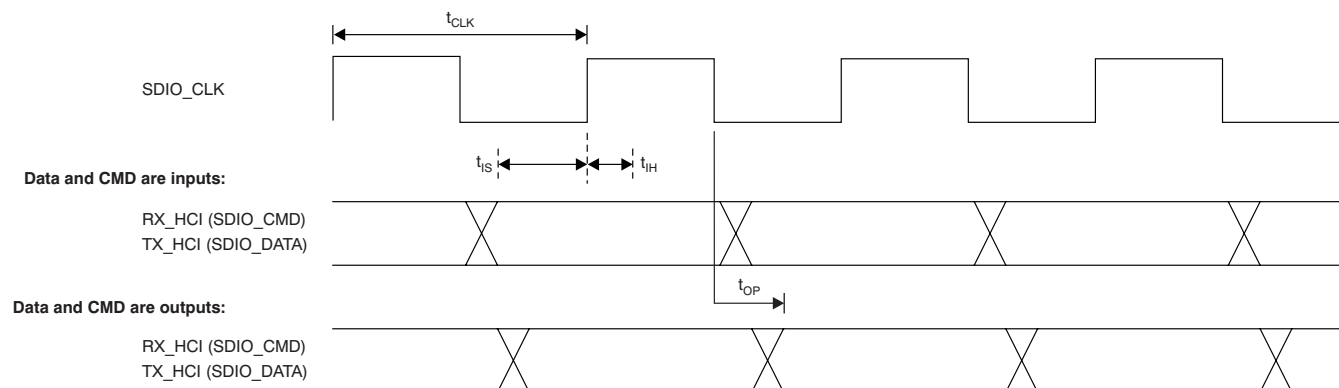 tCLK
SDIO_CLK
tIS
tIH
Data and CMD are inputs:
RX_HCI (SDIO_CMD)
TX_HCI (SDIO_DATA)
tOP
Data and CMD are outputs:
RX_HCI (SDIO_CMD)
TX_HCI (SDIO_DATA)